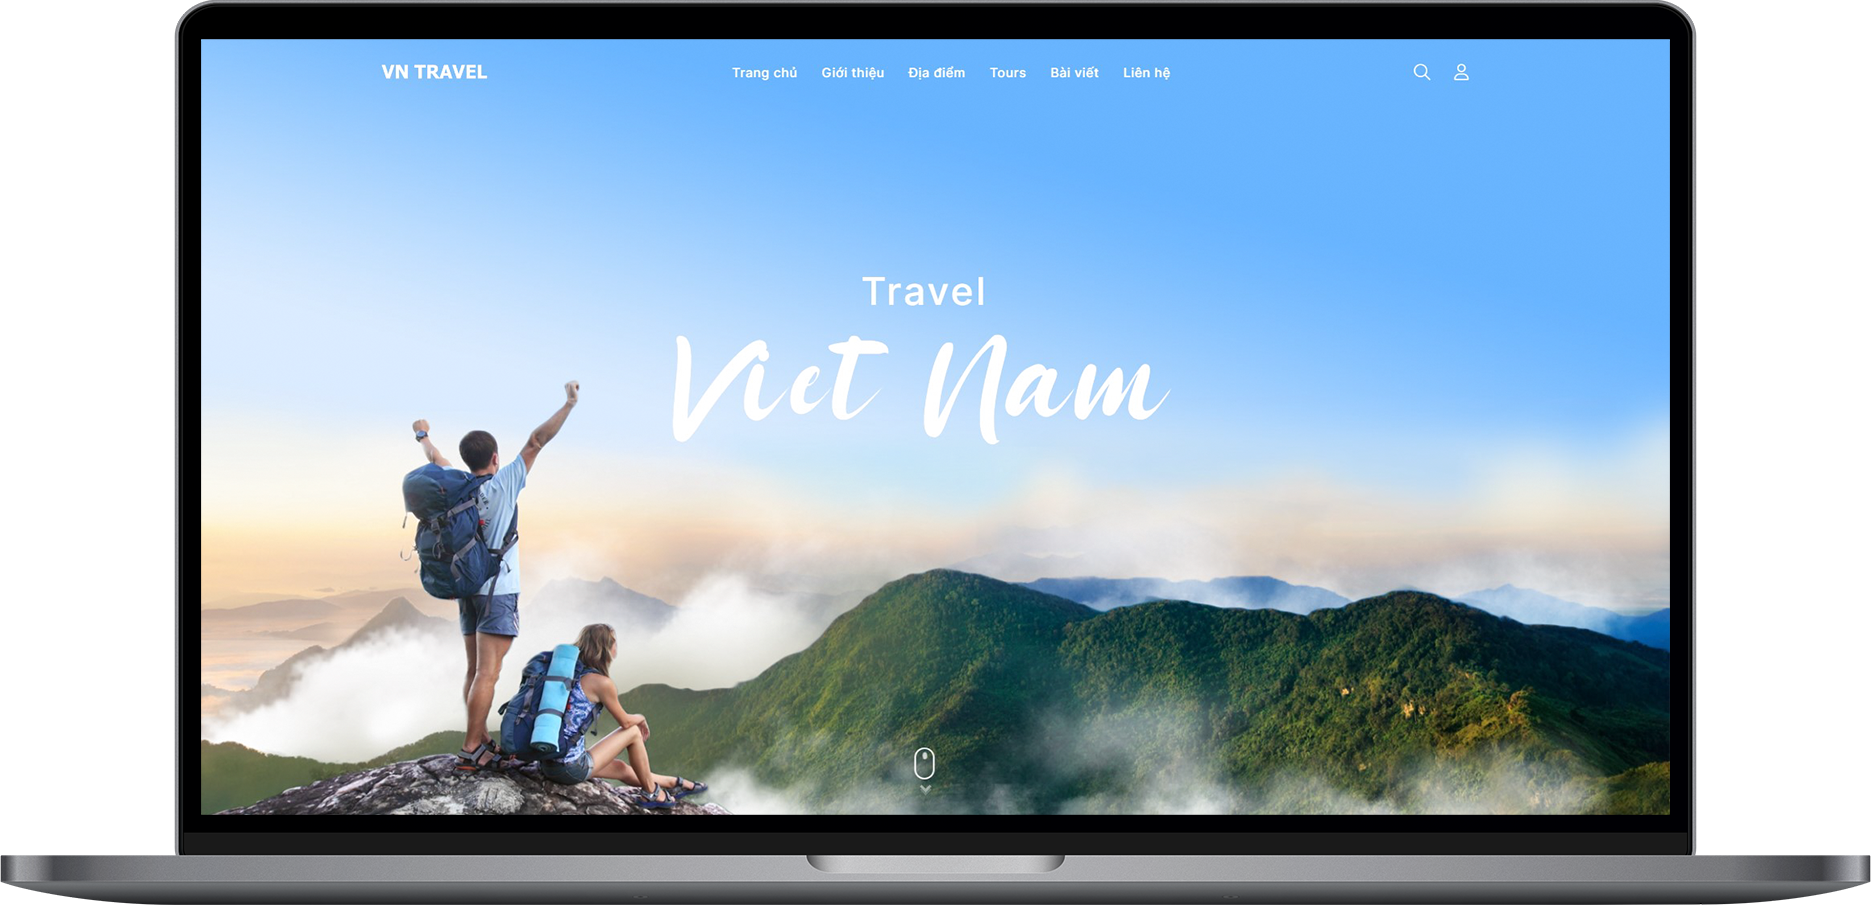 VN TRAVEL
Trang chủ Giới thiệu Địa điểm Tours Bài viết Liên hệ
Travel
Viet Nam